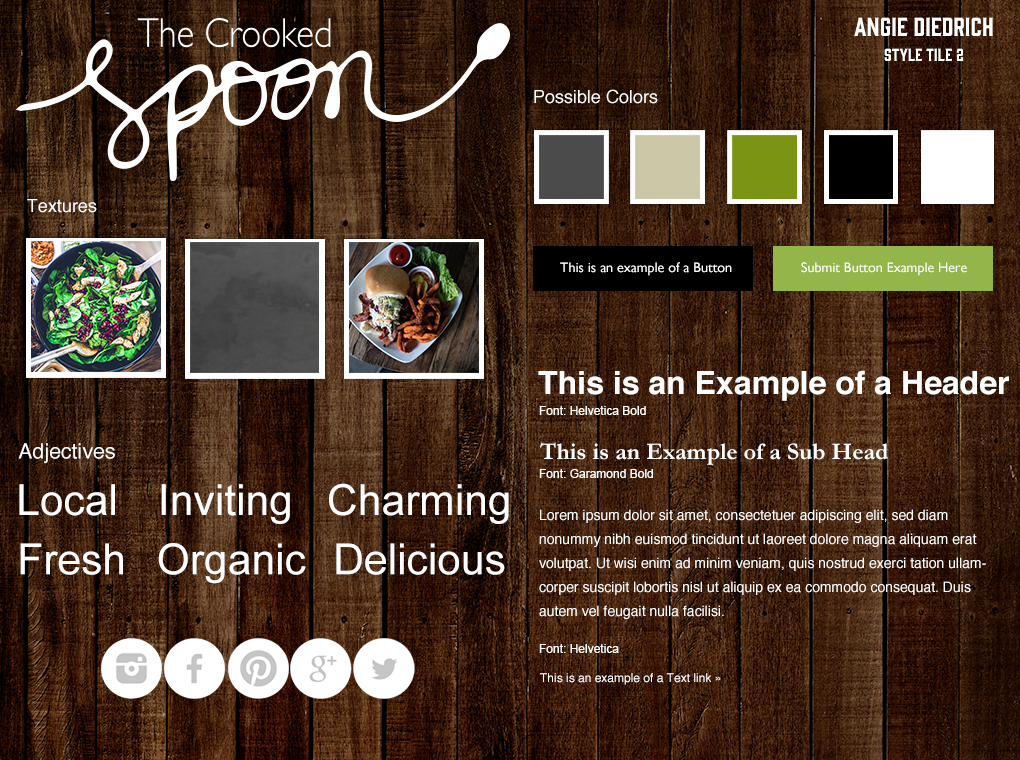 The Crooked
Spoon
ANGIE DIEDRICH
STYLE TILE 2
Possible Colors
Textures
This is an example of a Button
Submit Button Example Here
This is an Example of a Header
Font: Helvetica Bold
This is an Example of a Sub Head
Font: Garamond Bold
Adjectives
Local Inviting Charming
Fresh Organic Delicious
Lorem ipsum dolor sit amet, consectetuer adipiscing elit, sed diam
nonummy nibh euismod tincidunt ut laoreet dolore magna aliquam erat
volutpat. Ut wisi enim ad minim veniam, quis nostrud exerci tation ullam-
corper suscipit lobortis nisl ut aliquip ex ea commodo consequat. Duis
autem vel feugait nulla facilisi.
Font: Helvetica
This is an example of a Text link »
f
g+